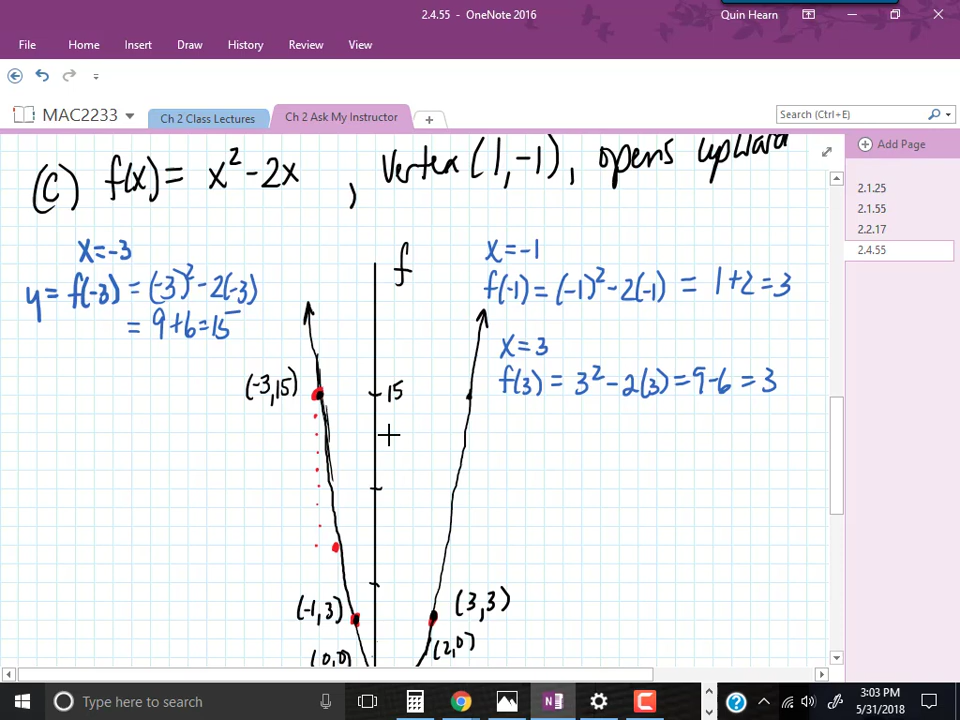 2.4.55 - OneNote 2016
Quin Hearn
File Home Insert Draw History Review View
MAC2233
Ch 2 Class Lectures
Ch 2 Ask My Instructor
Search (Ctrl+E)
Add Page
2.1.25
2.1.55
2.2.17
2.4.55
(C) f(x) = x² - 2x , Vertex (1, -1), opens upward
x = -3
y = f(-3) = (-3)² - 2(-3)
= 9 + 6 = 15
f
x = -1
f(-1) = (-1)² - 2(-1) = 1 + 2 = 3
x = 3
f(3) = 3² - 2(3) = 9 - 6 = 3
(-3, 15)
15
(-1, 3)
(3, 3)
(0, 0)
(2, 0)
Type here to search
3:03 PM
5/31/2018